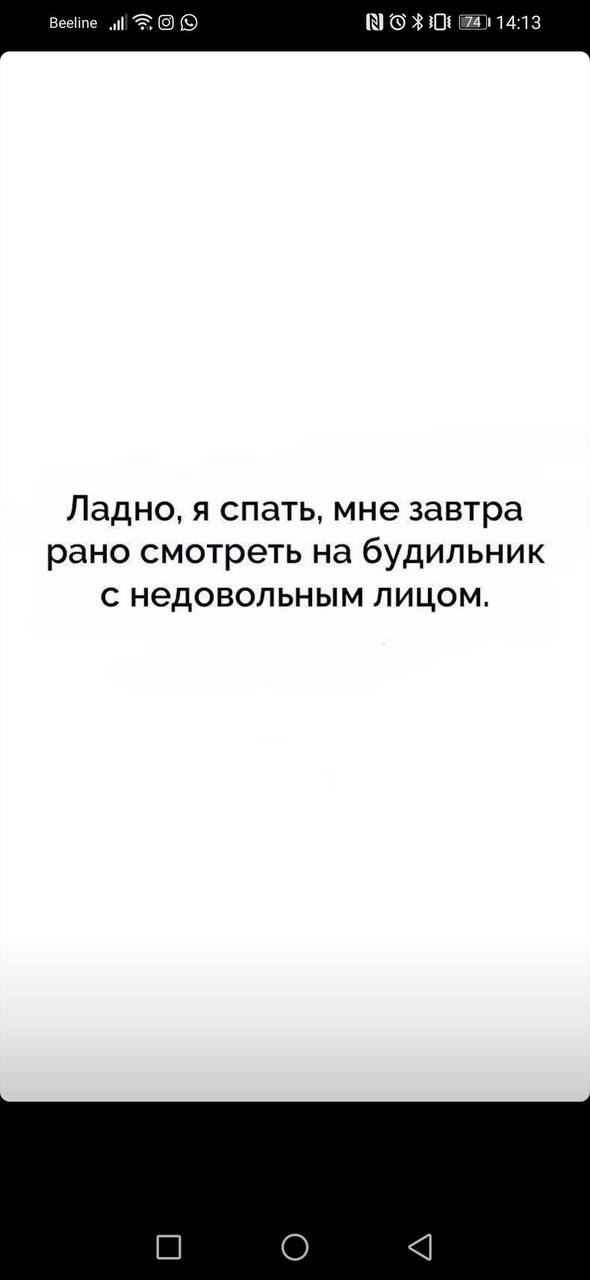 Beeline 74 14:13
Ладно, я спать, мне завтра
рано смотреть на будильник
с недовольным лицом.